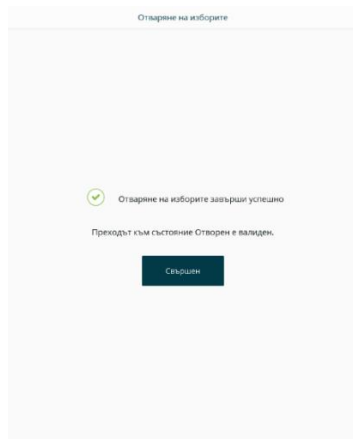 Отваряне на изборите
Отваряне на изборите завърши успешно
Преходът към състояние Отворен е валиден.
Свършен